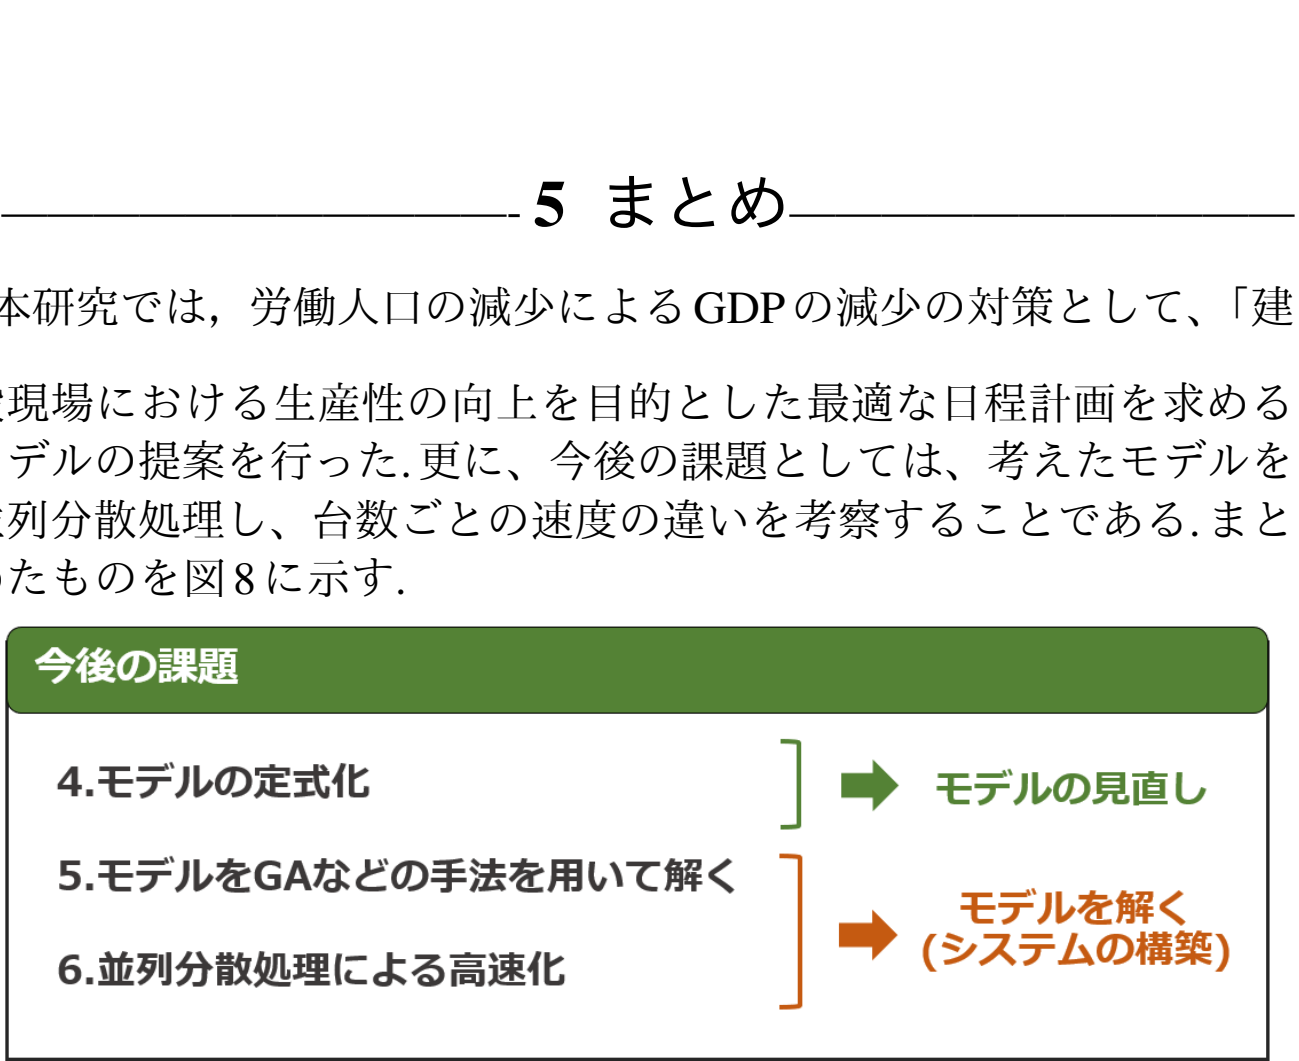 5 まとめ
本研究では，労働人口の減少によるGDPの減少の対策として、「建
現場における生産性の向上を目的とした最適な日程計画を求める
デルの提案を行った.更に、今後の課題としては、考えたモデルを
列分散処理し、台数ごとの速度の違いを考察することである.まと
たものを図8に示す.
今後の課題
4.モデルの定式化
モデルの見直し
5.モデルをGAなどの手法を用いて解く
6.並列分散処理による高速化
モデルを解く
(システムの構築)